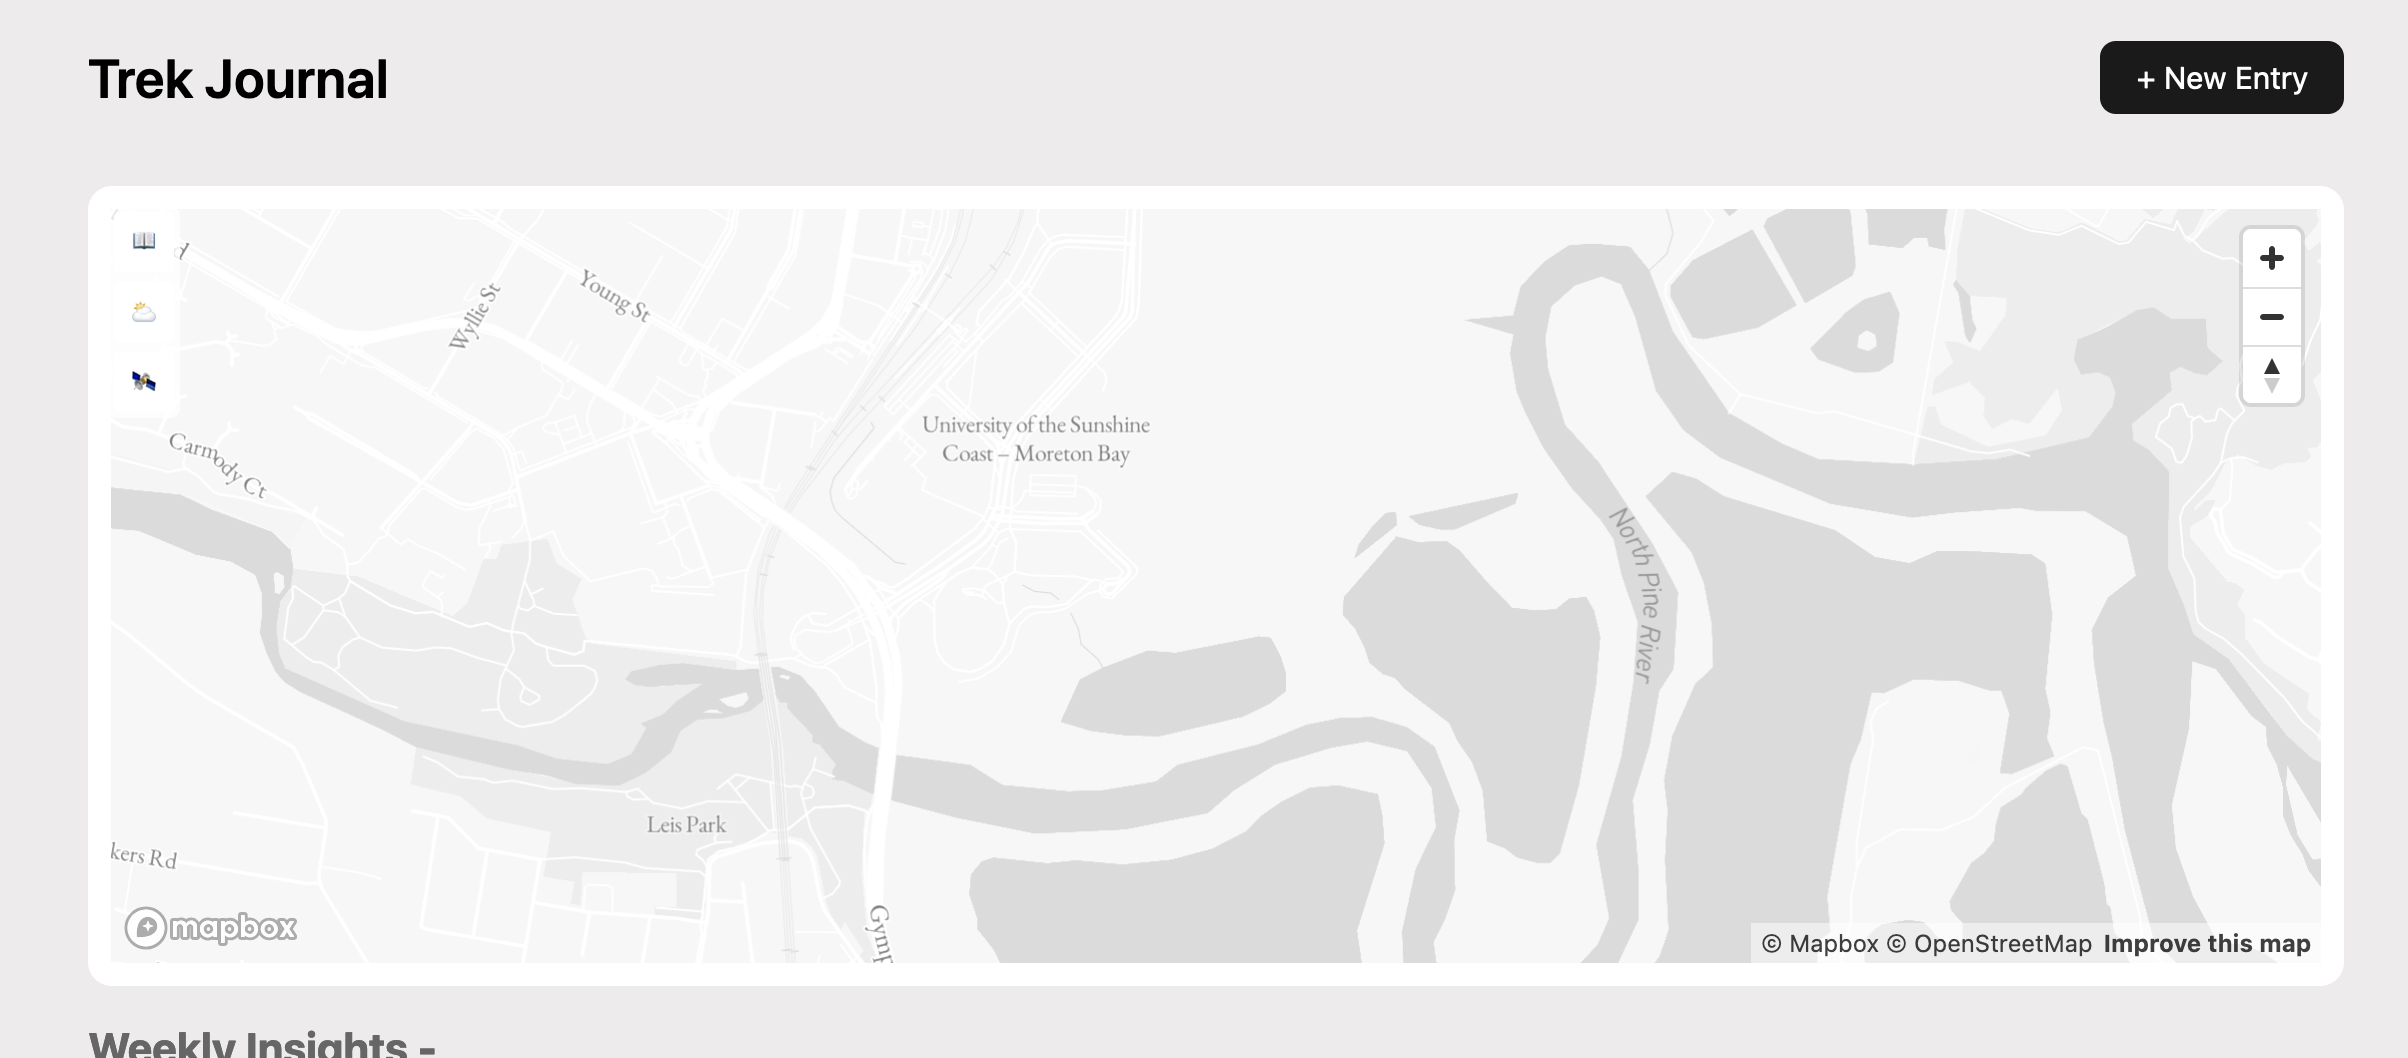 Trek Journal
+ New Entry
d
Wyllie St
Young St
Carmody Ct
University of the Sunshine
Coast – Moreton Bay
North Pine River
Leis Park
kers Rd
Gymp
mapbox
© Mapbox © OpenStreetMap Improve this map
Weekly Insights -